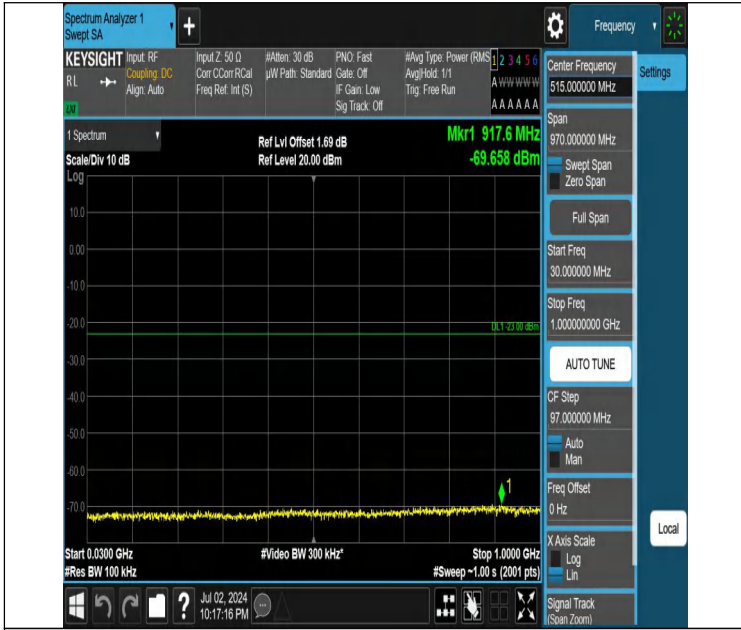 Spectrum Analyzer 1
Swept SA
+
Frequency
KEYSIGHT
RL
Input: RF
Coupling: DC
Align: Auto
Input Z: 50 Ω
Corr CCorr RCal
Freq Ref: Int (S)
#Atten: 30 dB
µW Path: Standard
PNO: Fast
Gate: Off
IF Gain: Low
Sig Track: Off
#Avg Type: Power (RMS
Avg|Hold: 1/1
Trig: Free Run
1 2 3 4 5 6
A W W W W W
A A A A A A
1 Spectrum
Scale/Div 10 dB
Log
Ref Lvl Offset 1.69 dB
Ref Level 20.00 dBm
Mkr1 917.6 MHz
-69.658 dBm
10.0
0.00
-10.0
-20.0
DL1 -23.00 dBm
-30.0
-40.0
-50.0
-60.0
-70.0
1
Start 0.0300 GHz
#Res BW 100 kHz
#Video BW 300 kHz*
Stop 1.0000 GHz
#Sweep ~1.00 s (2001 pts)
?
Jul 02, 2024
10:17:16 PM
Center Frequency
515.000000 MHz
Settings
Span
970.000000 MHz
Swept Span
Zero Span
Full Span
Start Freq
30.000000 MHz
Stop Freq
1.000000000 GHz
AUTO TUNE
CF Step
97.000000 MHz
Auto
Man
Freq Offset
0 Hz
X Axis Scale
Log
Lin
Local
Signal Track
(Span Zoom)